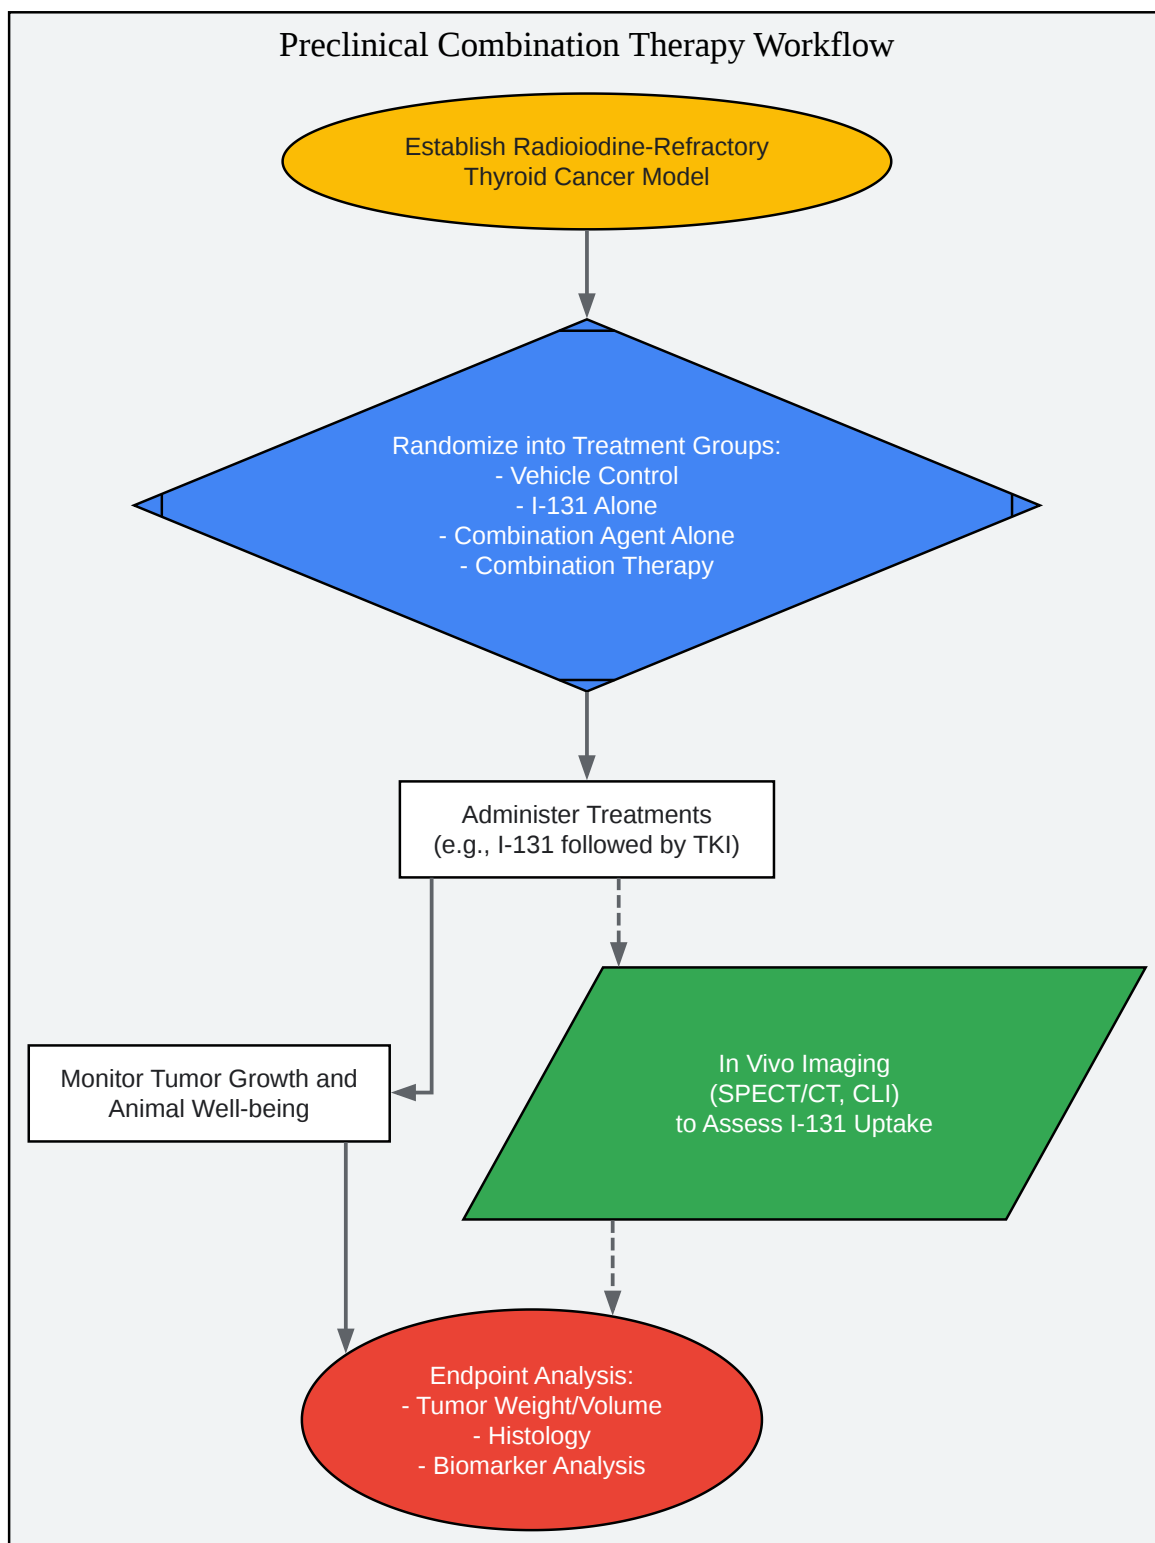 Preclinical Combination Therapy Workflow
Establish Radioiodine-Refractory
Thyroid Cancer Model
Randomize into Treatment Groups:
- Vehicle Control
- I-131 Alone
- Combination Agent Alone
- Combination Therapy
Administer Treatments
(e.g., I-131 followed by TKI)
Monitor Tumor Growth and
Animal Well-being
In Vivo Imaging
(SPECT/CT, CLI)
to Assess I-131 Uptake
Endpoint Analysis:
- Tumor Weight/Volume
- Histology
- Biomarker Analysis